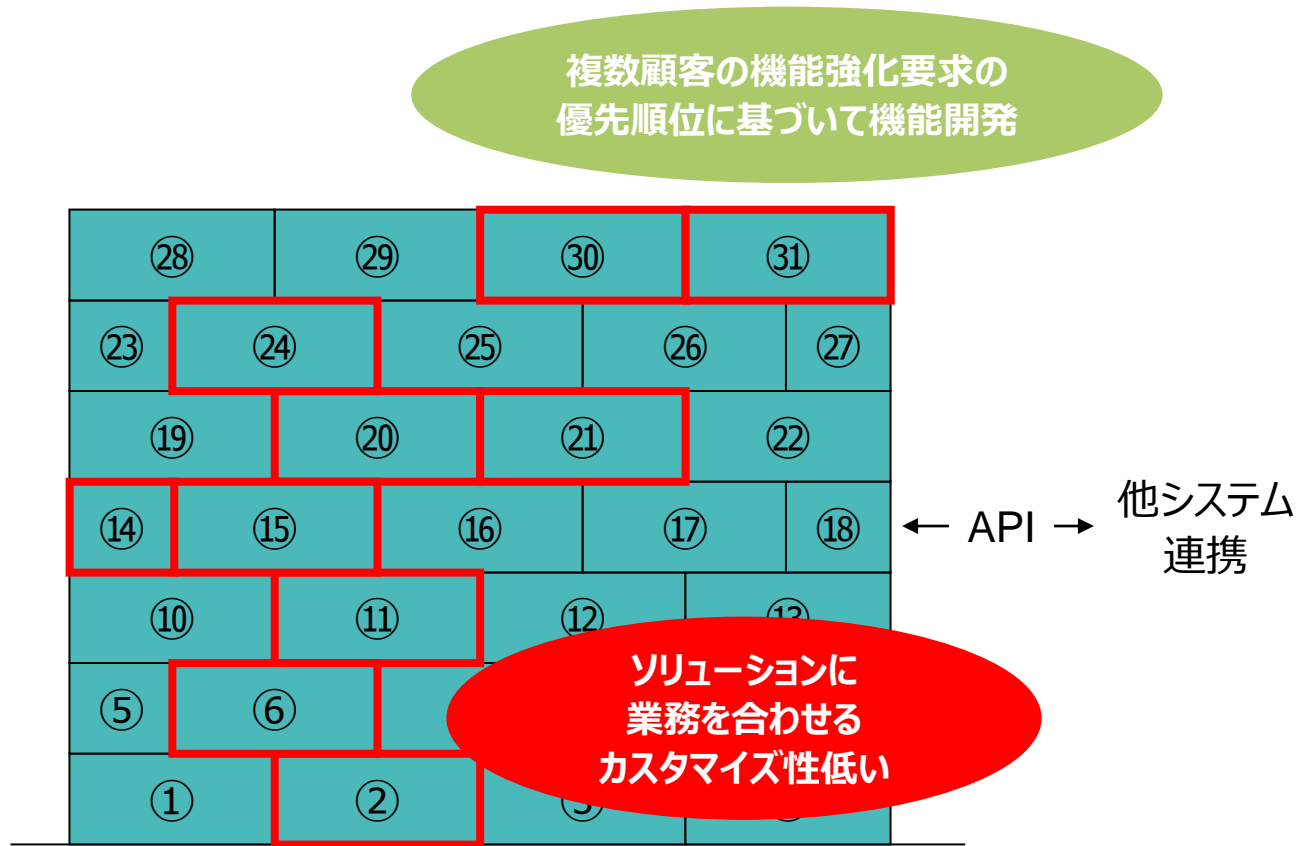 複数顧客の機能強化要求の
優先順位に基づいて機能開発
㉘ ㉙ ㉚ ㉛
㉓ ㉔ ㉕ ㉖ ㉗
⑲ ⑳ ㉑ ㉒
⑭ ⑮ ⑯ ⑰ ⑱
← API →
他システム
連携
⑩ ⑪ ⑫ ⑬
⑤ ⑥
ソリューションに
業務を合わせる
カスタマイズ性低い
① ② ③